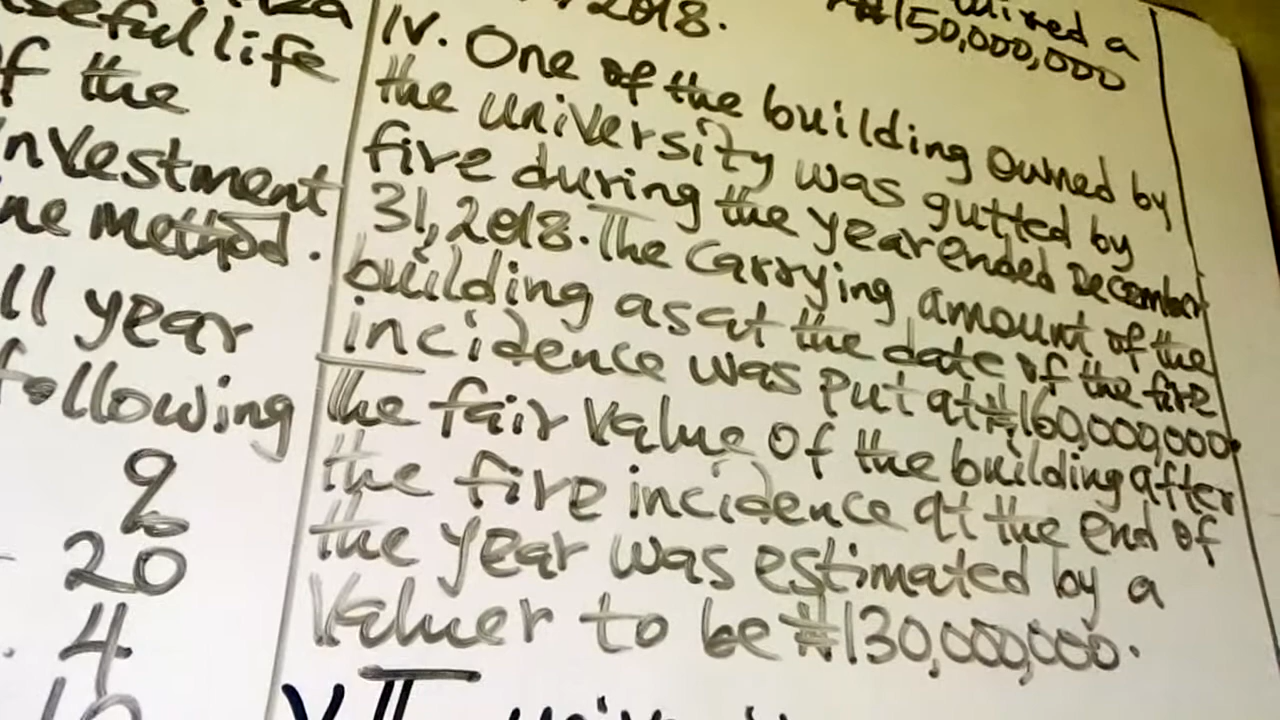 useful life
of the
investment
ine method.
ll year
following
2
20
4
2018.
uired a
₦150,000,000
IV. One of the building owned by
the university was gutted by
fire during the year ended December
31, 2018. The Carrying amount of the
building as at the date of the fire
incidence was put at ₦160,000,000.
the fair value of the building after
the fire incidence at the end of
the year was estimated by a
Valuer to be ₦130,000,000.
V